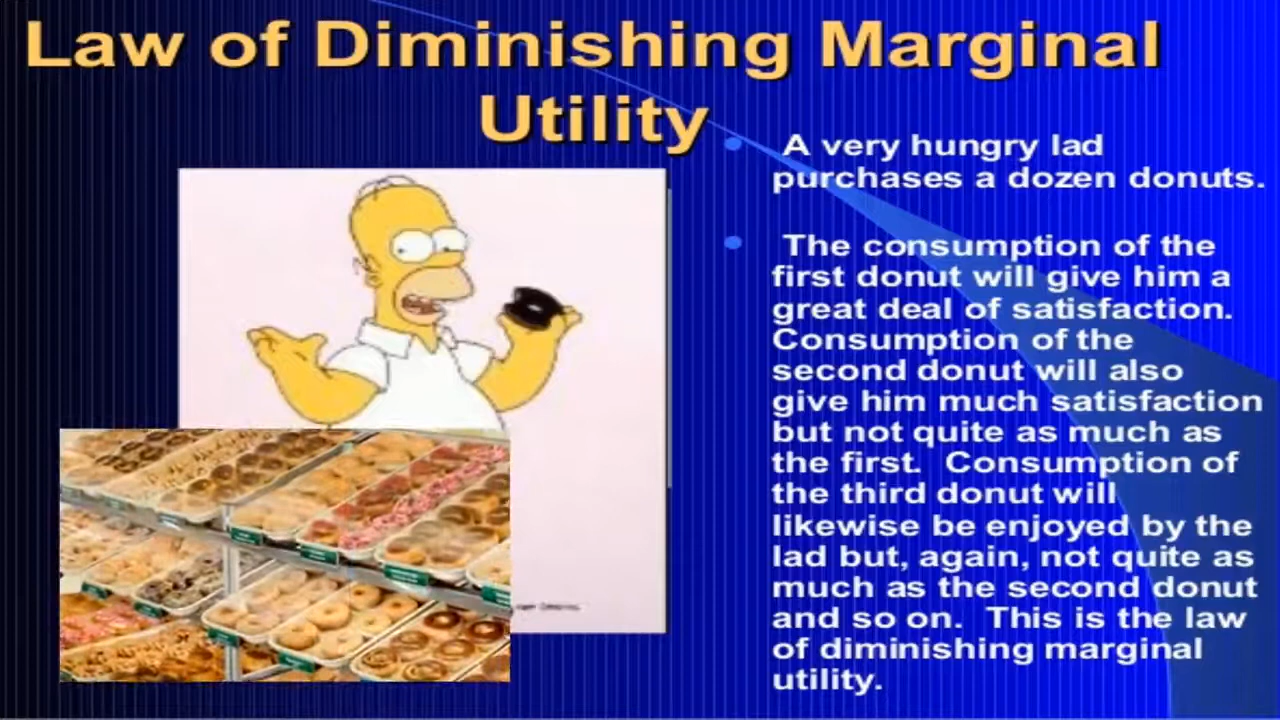 Law of Diminishing Marginal
Utility
A very hungry lad
purchases a dozen donuts.
The consumption of the
first donut will give him a
great deal of satisfaction.
Consumption of the
second donut will also
give him much satisfaction
but not quite as much as
the first. Consumption of
the third donut will
likewise be enjoyed by the
lad but, again, not quite as
much as the second donut
and so on. This is the law
of diminishing marginal
utility.